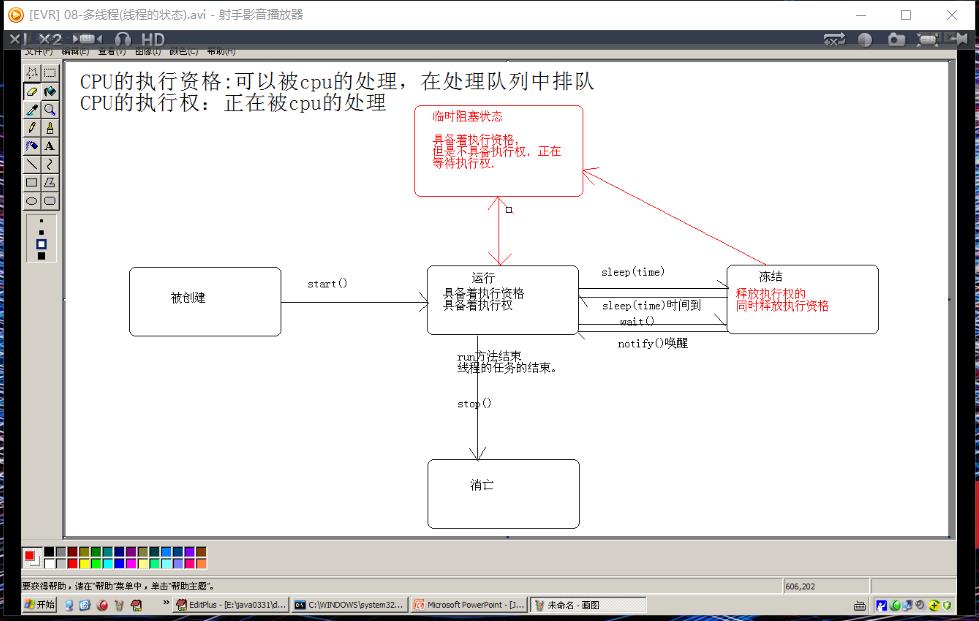 [EVR] 08-多线程(线程的状态).avi - 射手影音播放器
X1 X2 HD
文件(F) 编辑(E) 查看(V) 图像(I) 颜色(C) 帮助(H)
CPU的执行资格:可以被cpu的处理，在处理队列中排队
CPU的执行权：正在被cpu的处理
临时阻塞状态
具备着执行资格，
但是不具备执行权，正在
等待执行权.
A
被创建
start()
运行
具备着执行资格
具备着执行权
sleep(time)
sleep(time)时间到
wait()
notify()唤醒
冻结
释放执行权的
同时释放执行资格
run方法结束
线程的任务的结束。
stop()
消亡
要获得帮助，请在"帮助"菜单中，单击"帮助主题"。
606,202
开始
EditPlus - [E:\java0331\d...
C:\WINDOWS\system32...
Microsoft PowerPoint - [J...
未命名 - 画图